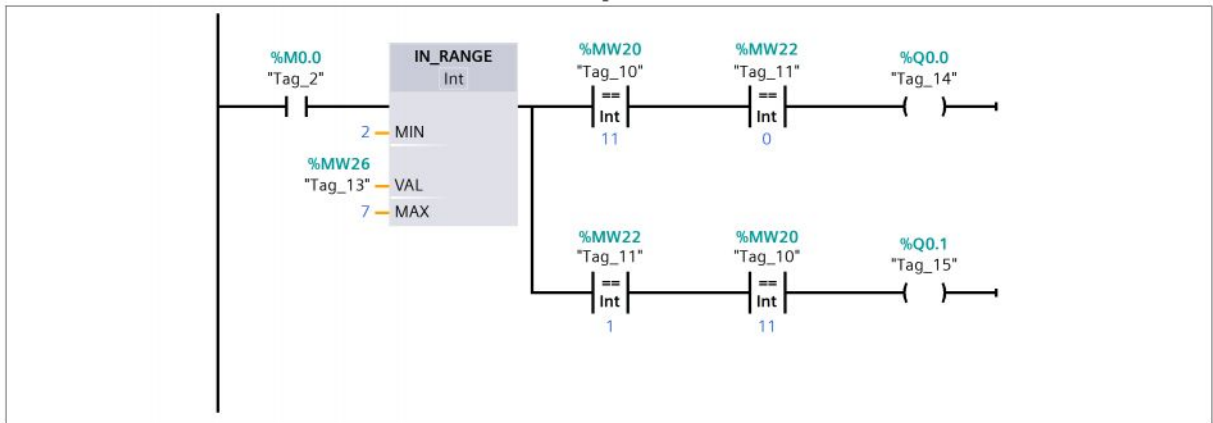 %M0.0
"Tag_2"
IN_RANGE
Int
2
MIN
%MW26
"Tag_13"
VAL
7
MAX
%MW20
"Tag_10"
==
Int
11
%MW22
"Tag_11"
==
Int
0
%Q0.0
"Tag_14"
%MW22
"Tag_11"
==
Int
1
%MW20
"Tag_10"
==
Int
11
%Q0.1
"Tag_15"